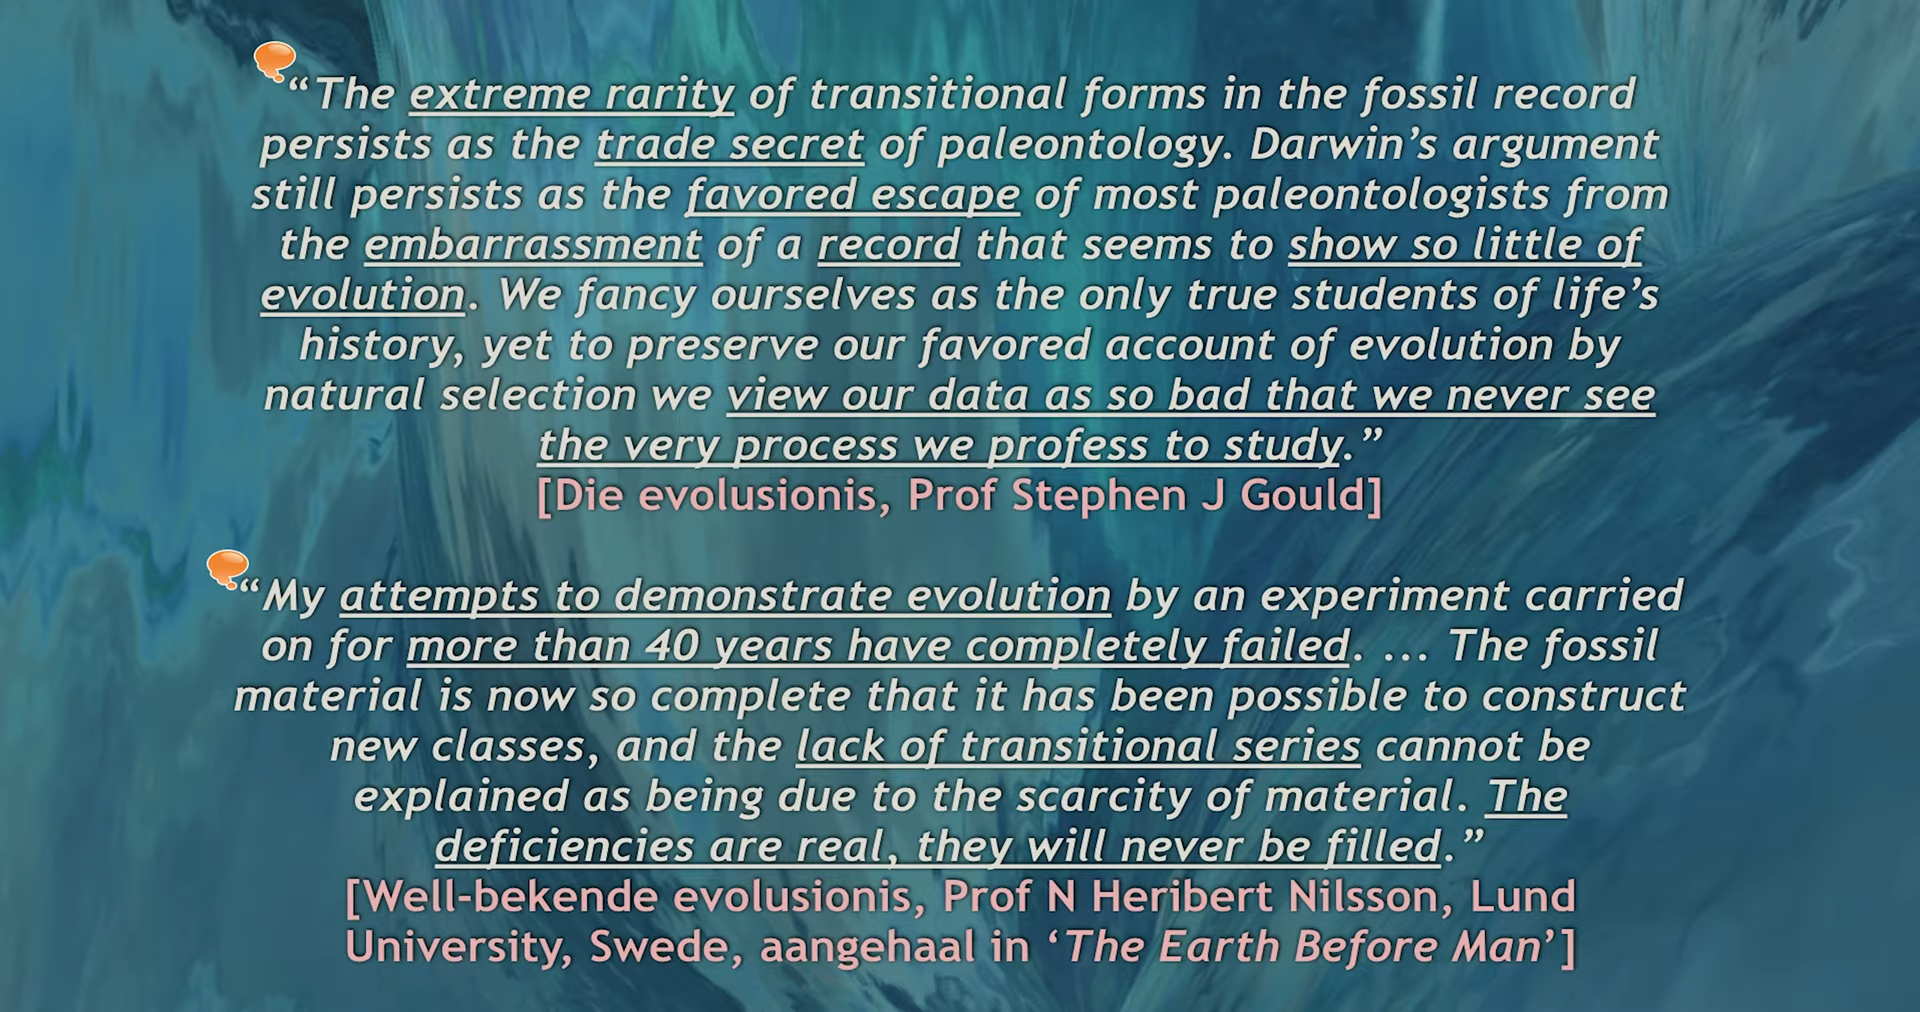 “The extreme rarity of transitional forms in the fossil record
persists as the trade secret of paleontology. Darwin’s argument
still persists as the favored escape of most paleontologists from
the embarrassment of a record that seems to show so little of
evolution. We fancy ourselves as the only true students of life’s
history, yet to preserve our favored account of evolution by
natural selection we view our data as so bad that we never see
the very process we profess to study.”
[Die evolusionis, Prof Stephen J Gould]
“My attempts to demonstrate evolution by an experiment carried
on for more than 40 years have completely failed. ... The fossil
material is now so complete that it has been possible to construct
new classes, and the lack of transitional series cannot be
explained as being due to the scarcity of material. The
deficiencies are real, they will never be filled.”
[Well-bekende evolusionis, Prof N Heribert Nilsson, Lund
University, Swede, aangehaal in ‘The Earth Before Man’]